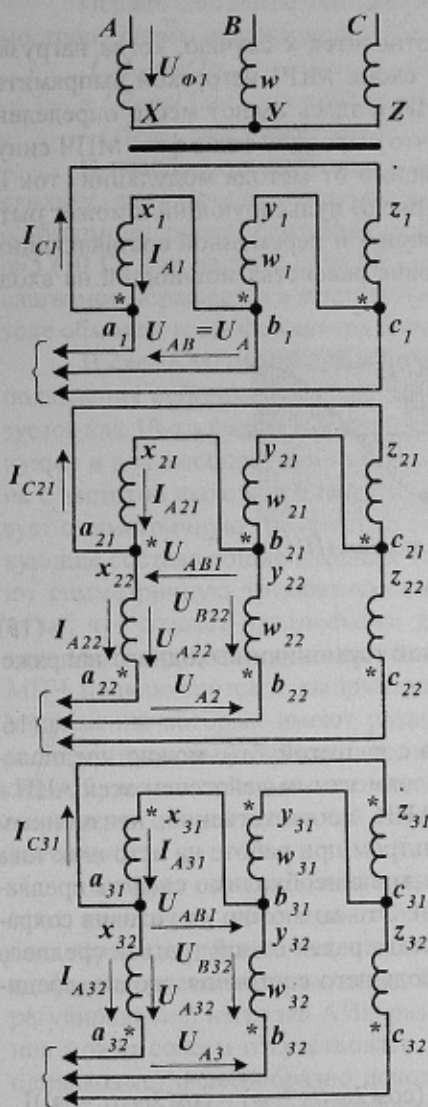 A B C
U_Ф1 w
X У Z
x_1 y_1 z_1
I_C1 I_A1 w_1
* * *
a_1 U_AB =U_A b_1 c_1
x_21 y_21 z_21
I_C21 I_A21 w_21
a_21 * * b_21 * c_21
x_22 U_AB1 y_22 z_22
I_A22 U_B22 w_22
U_A22
a_22 * * b_22 * c_22
U_A2
* x_31 * y_31 * z_31
I_C31 I_A31 w_31
a_31 U_AB1 b_31 c_31
x_32 y_32 z_32
I_A32 U_B32 w_32
U_A32
a_32 * * b_32 * c_32
U_A3